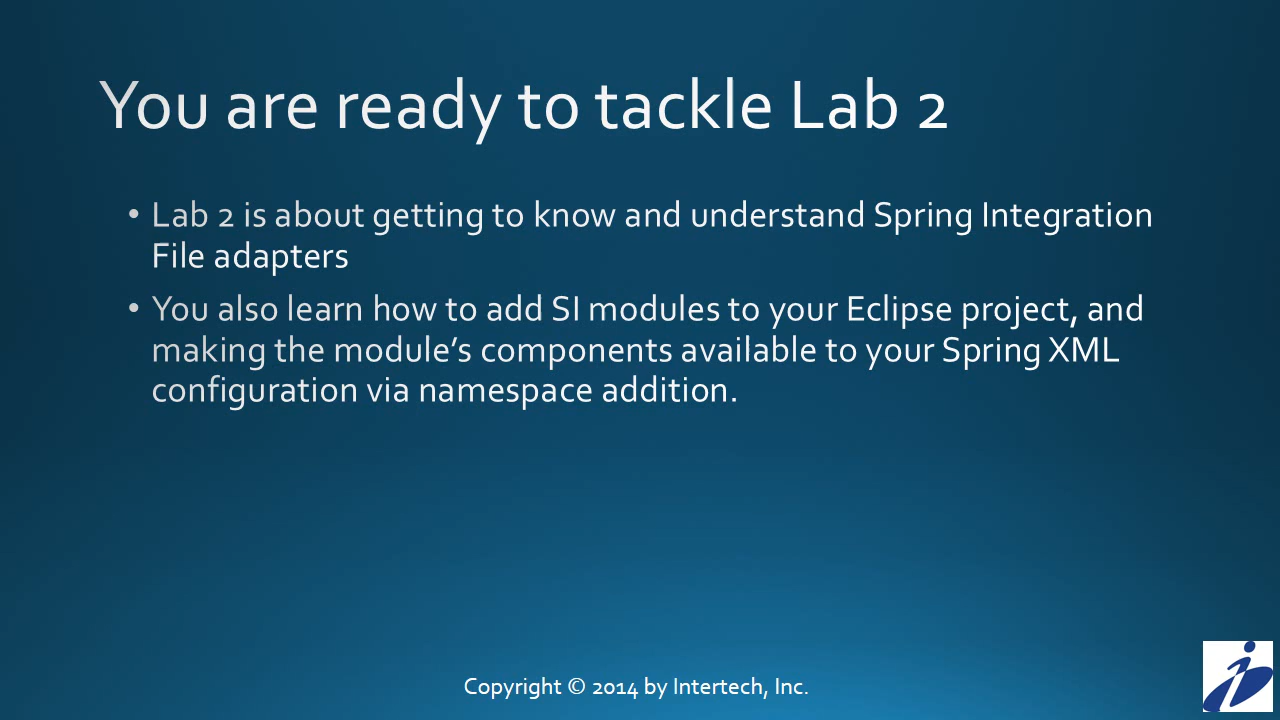 You are ready to tackle Lab 2
• Lab 2 is about getting to know and understand Spring Integration
File adapters
• You also learn how to add SI modules to your Eclipse project, and
making the module’s components available to your Spring XML
configuration via namespace addition.
Copyright © 2014 by Intertech, Inc.